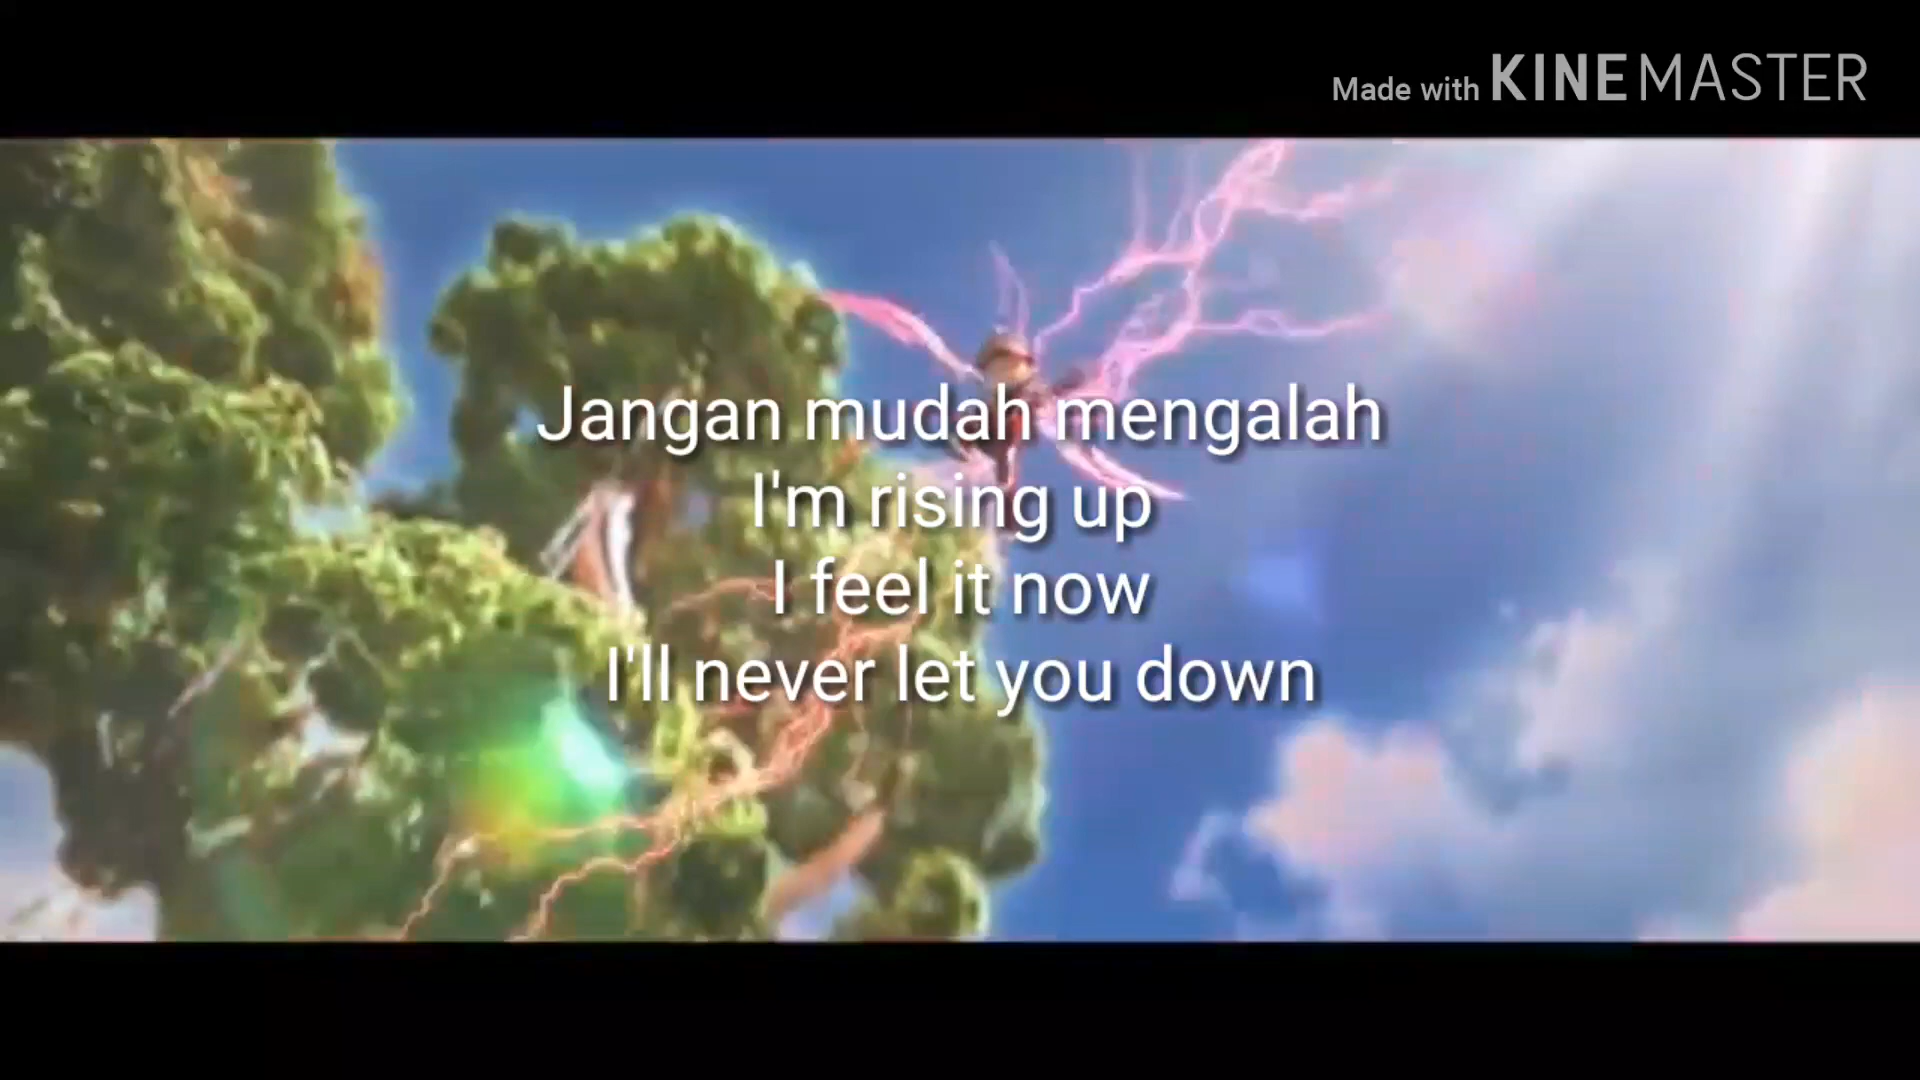 Made with KINEMASTER
Jangan mudah mengalah
I'm rising up
I feel it now
I'll never let you down